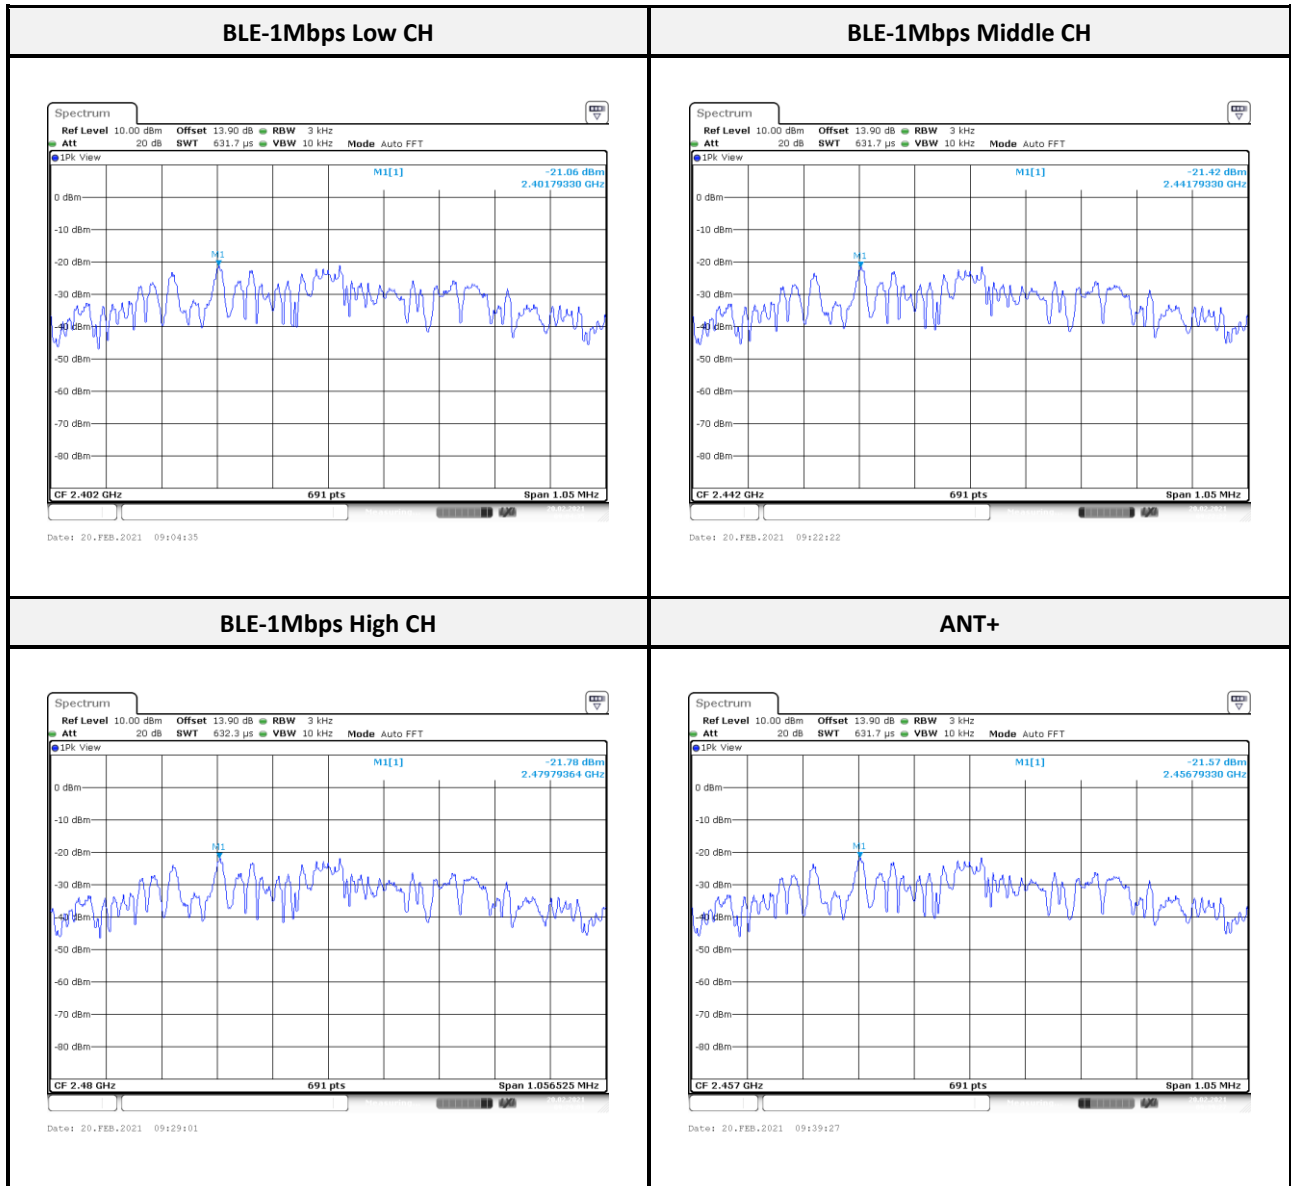 BLE-1Mbps Low CH
Spectrum
Ref Level 10.00 dBm Offset 13.90 dB RBW 3 kHz
Att 20 dB SWT 631.7 µs VBW 10 kHz Mode Auto FFT
1Pk View
M1[1] -21.06 dBm
2.40179330 GHz
0 dBm
M1
-10 dBm
-20 dBm
-30 dBm
-40 dBm
-50 dBm
-60 dBm
-70 dBm
-80 dBm
CF 2.402 GHz 691 pts Span 1.05 MHz
Date: 20.FEB.2021 09:04:35
BLE-1Mbps Middle CH
Spectrum
Ref Level 10.00 dBm Offset 13.90 dB RBW 3 kHz
Att 20 dB SWT 631.7 µs VBW 10 kHz Mode Auto FFT
1Pk View
M1[1] -21.42 dBm
2.44179330 GHz
0 dBm
-10 dBm
M1
-20 dBm
-30 dBm
-40 dBm
-50 dBm
-60 dBm
-70 dBm
-80 dBm
CF 2.442 GHz 691 pts Span 1.05 MHz
Date: 20.FEB.2021 09:22:22
BLE-1Mbps High CH
Spectrum
Ref Level 10.00 dBm Offset 13.90 dB RBW 3 kHz
Att 20 dB SWT 632.3 µs VBW 10 kHz Mode Auto FFT
1Pk View
M1[1] -21.78 dBm
2.47979364 GHz
0 dBm
-10 dBm
M1
-20 dBm
-30 dBm
-40 dBm
-50 dBm
-60 dBm
-70 dBm
-80 dBm
CF 2.48 GHz 691 pts Span 1.056525 MHz
Date: 20.FEB.2021 09:29:01
ANT+
Spectrum
Ref Level 10.00 dBm Offset 13.90 dB RBW 3 kHz
Att 20 dB SWT 631.7 µs VBW 10 kHz Mode Auto FFT
1Pk View
M1[1] -21.57 dBm
2.45679330 GHz
0 dBm
-10 dBm
M1
-20 dBm
-30 dBm
-40 dBm
-50 dBm
-60 dBm
-70 dBm
-80 dBm
CF 2.457 GHz 691 pts Span 1.05 MHz
Date: 20.FEB.2021 09:39:27